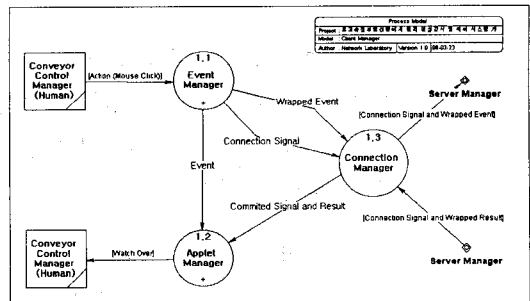 Process Model
Project
Model Client Manager
Author Network Laboratory Version 1.0 98-03-23
Conveyor
Control
Manager
(Human)
[Action (Mouse Click)]
1.1
Event
Manager
+
Wrapped Event
Connection Signal
Event
1.3
Connection
Manager
Server Manager
[Connection Signal and Wrapped Event]
Commited Signal and Result
[Connection Signal and Wrapped Result]
Server Manager
Conveyor
Control
Manager
(Human)
[Watch Over]
1.2
Applet
Manager
+